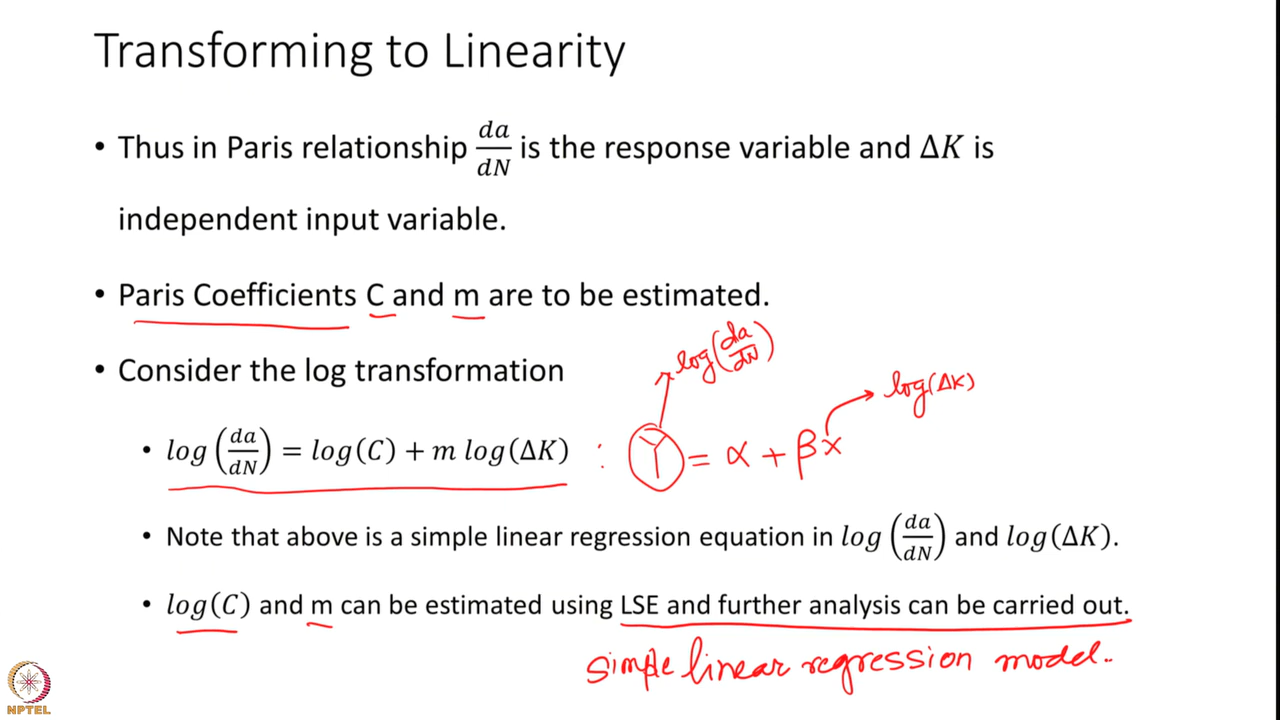 Transforming to Linearity
• Thus in Paris relationship da/dN is the response variable and ΔK is
independent input variable.
• Paris Coefficients C and m are to be estimated.
• Consider the log transformation
log(da/dN)
log(ΔK)
• log(da/dN) = log(C) + m log(ΔK) : Y = α + βx
• Note that above is a simple linear regression equation in log(da/dN) and log(ΔK).
• log(C) and m can be estimated using LSE and further analysis can be carried out.
simple linear regression model.
NPTEL